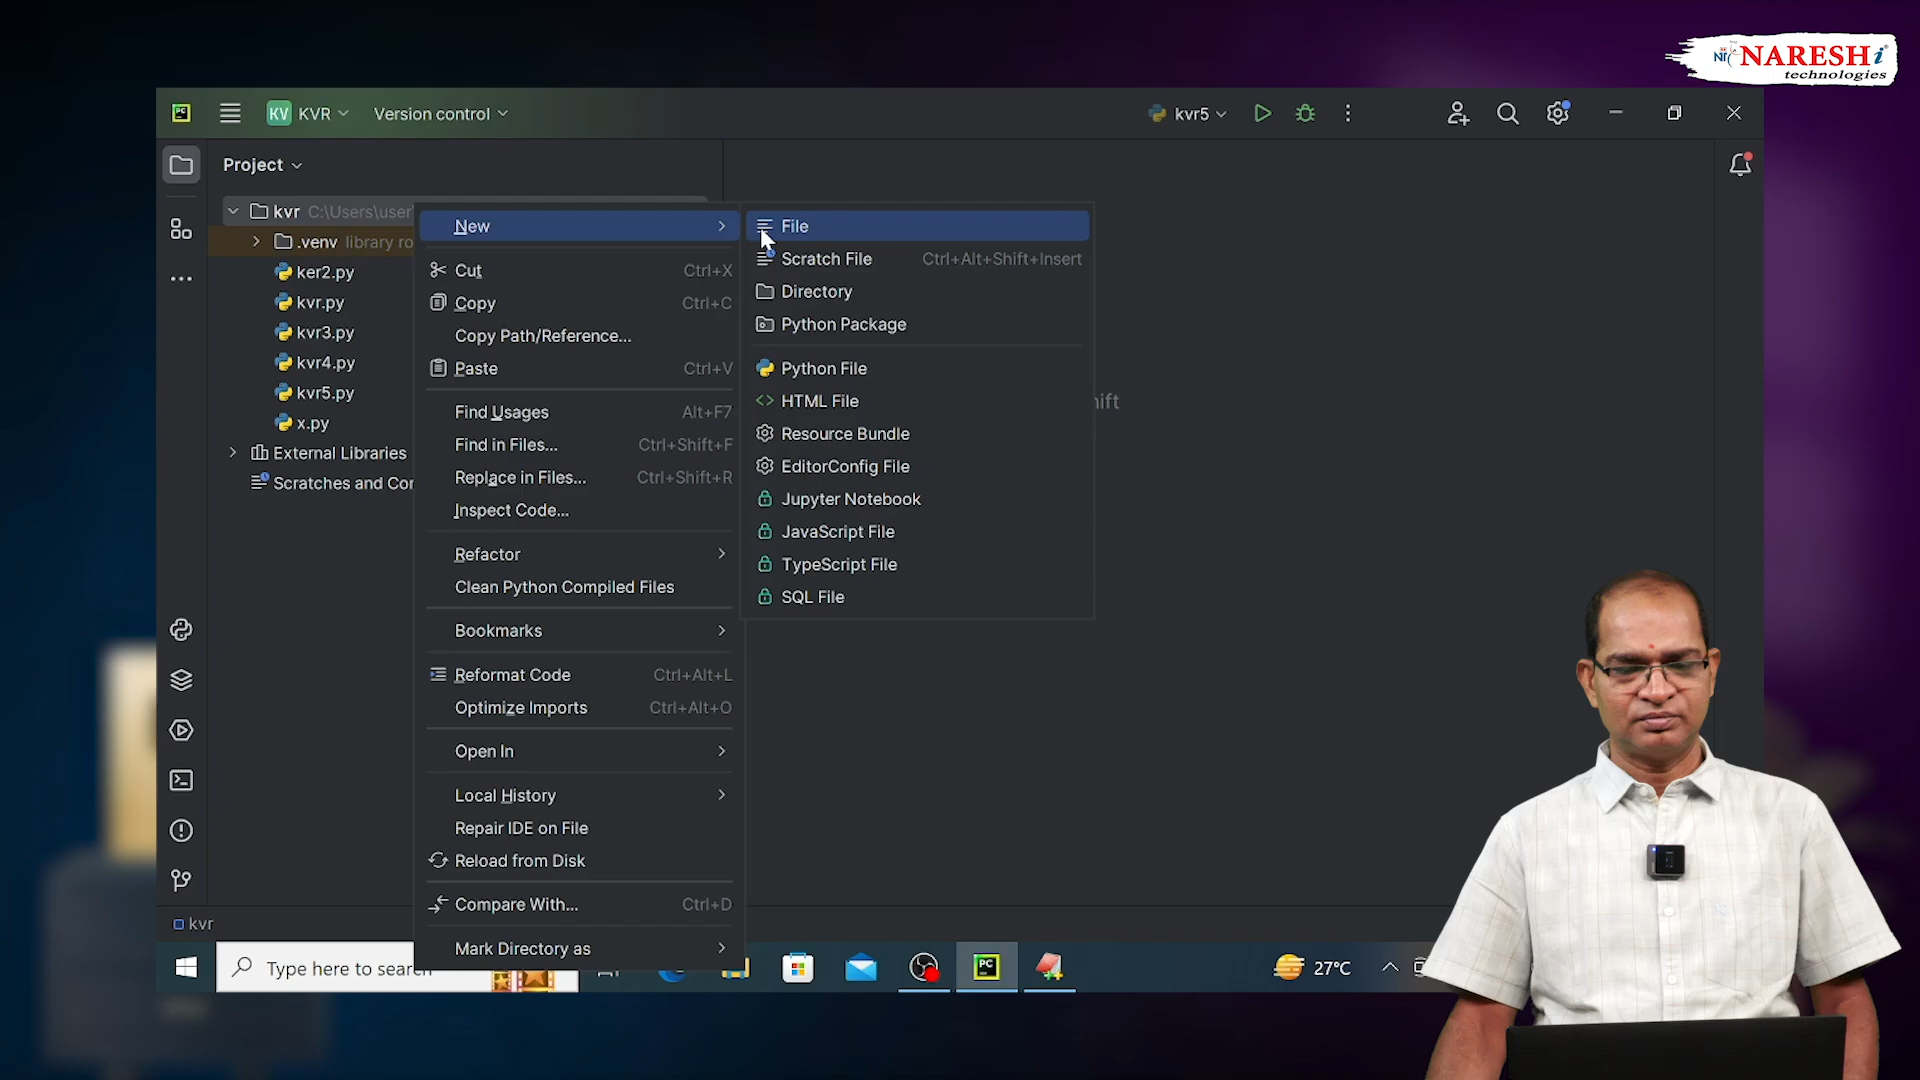 NiT NARESH i
technologies
PC
KV KVR
Version control
kvr5
Project
kvr C:\Users\user
.venv library ro
ker2.py
kvr.py
kvr3.py
kvr4.py
kvr5.py
x.py
External Libraries
Scratches and Con
New
Cut Ctrl+X
Copy Ctrl+C
Copy Path/Reference...
Paste Ctrl+V
Find Usages Alt+F7
Find in Files... Ctrl+Shift+F
Replace in Files... Ctrl+Shift+R
Inspect Code...
Refactor
Clean Python Compiled Files
Bookmarks
Reformat Code Ctrl+Alt+L
Optimize Imports Ctrl+Alt+O
Open In
Local History
Repair IDE on File
Reload from Disk
Compare With... Ctrl+D
Mark Directory as
File
Scratch File Ctrl+Alt+Shift+Insert
Directory
Python Package
Python File
HTML File
Resource Bundle
EditorConfig File
Jupyter Notebook
JavaScript File
TypeScript File
SQL File
ift
kvr
Type here to search
PC
27°C